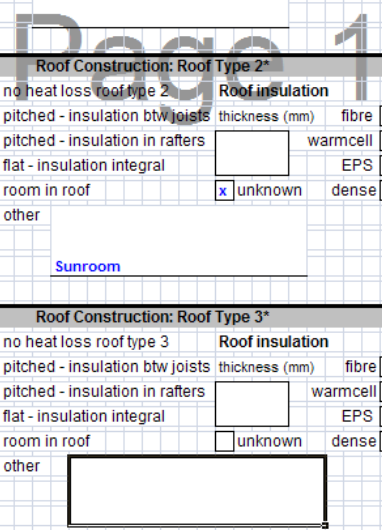 Page 1
Roof Construction: Roof Type 2*
no heat loss roof type 2 Roof insulation
pitched - insulation btw joists thickness (mm) fibre
pitched - insulation in rafters warmcell
flat - insulation integral EPS
room in roof x unknown dense
other
Sunroom
Roof Construction: Roof Type 3*
no heat loss roof type 3 Roof insulation
pitched - insulation btw joists thickness (mm) fibre
pitched - insulation in rafters warmcell
flat - insulation integral EPS
room in roof unknown dense
other